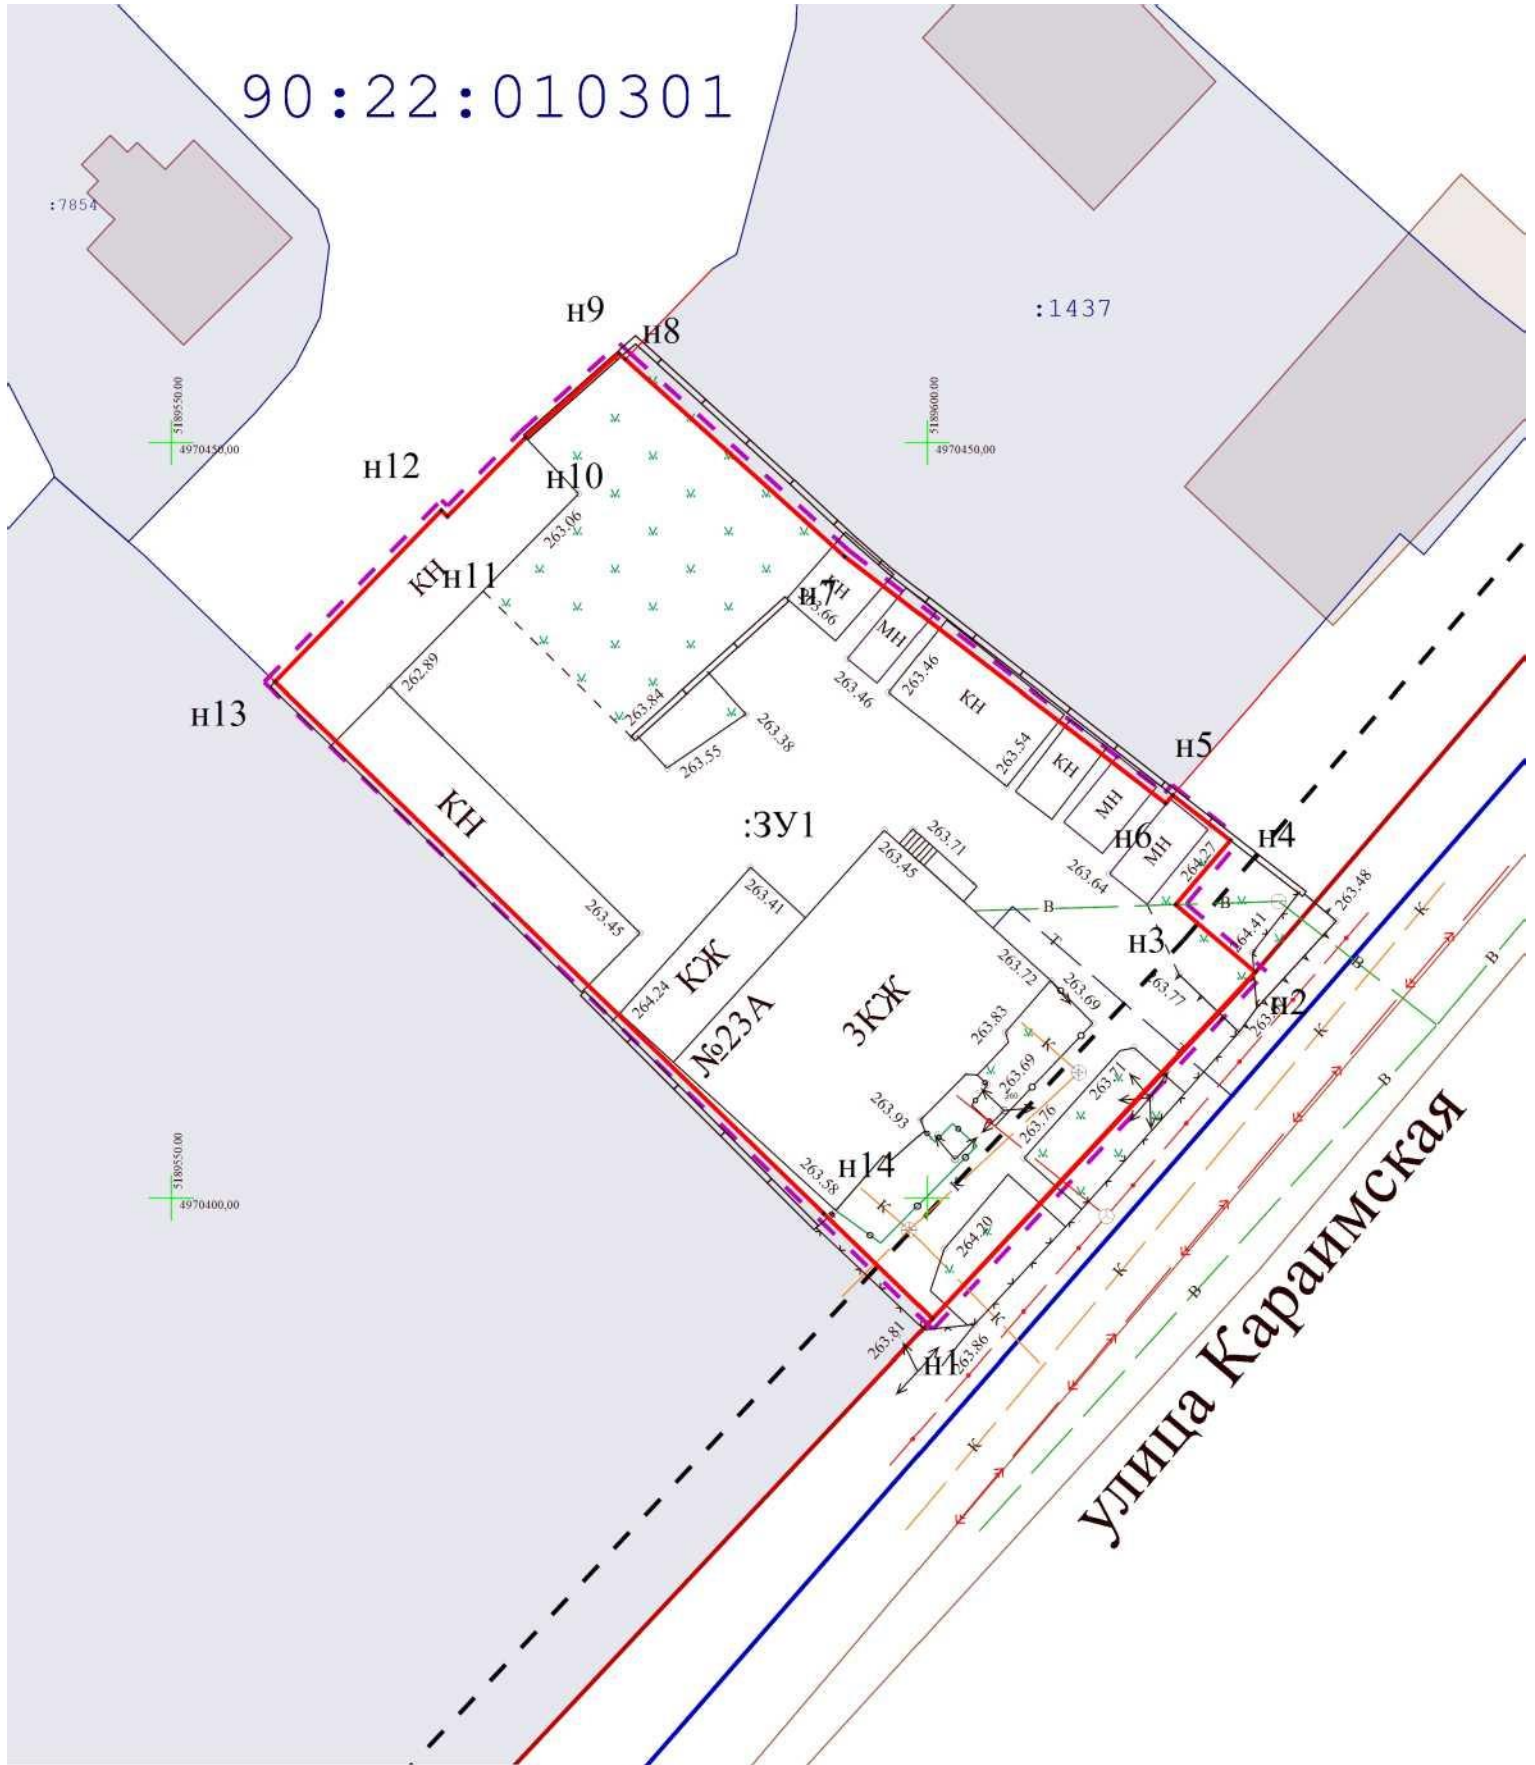 90:22:010301
:7854
:1437
н9
н8
5189550.00
4970450,00
5189600.00
4970450,00
н12
н10
263.06
КН
н11
262.89
н13
КН
н7
263.66
МН
263.46
263.46
КН
263.84
263.38
263.55
263.54
КН
н5
МН
н6
МН
н4
264.27
263.64
:ЗУ1
КН
263.71
263.45
263.41
263.45
В
В
263.48
264.41
К
В
В
н3
Т
263.72
263.69
263.77
н2
КЖ
264.24
№23А
3КЖ
263.83
К
263.69
263.71
263.76
263.93
К
В
н14
263.58
К
К
264.20
К
К
В
263.81
н1
263.86
К
5189550.00
4970400,00
улица Караимская